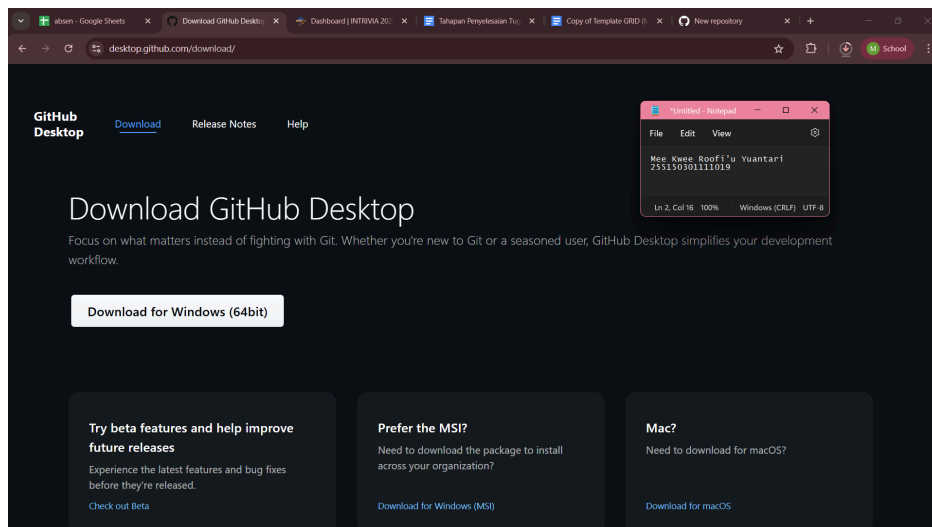 absen - Google Sheets
Download GitHub Desktop
Dashboard | INTRIVIA 202
Tahapan Penyelesaian Tug
Copy of Template GRID (M
New repository
desktop.github.com/download/
M School
GitHub
Desktop
Download
Release Notes
Help
*Untitled - Notepad
File Edit View
Mee Kwee Roofi'u Yuantari
255150301111019
Ln 2, Col 16 100% Windows (CRLF) UTF-8
Download GitHub Desktop
Focus on what matters instead of fighting with Git. Whether you're new to Git or a seasoned user, GitHub Desktop simplifies your development
workflow.
Download for Windows (64bit)
Try beta features and help improve
future releases
Experience the latest features and bug fixes
before they're released.
Check out Beta
Prefer the MSI?
Need to download the package to install
across your organization?
Download for Windows (MSI)
Mac?
Need to download for macOS?
Download for macOS